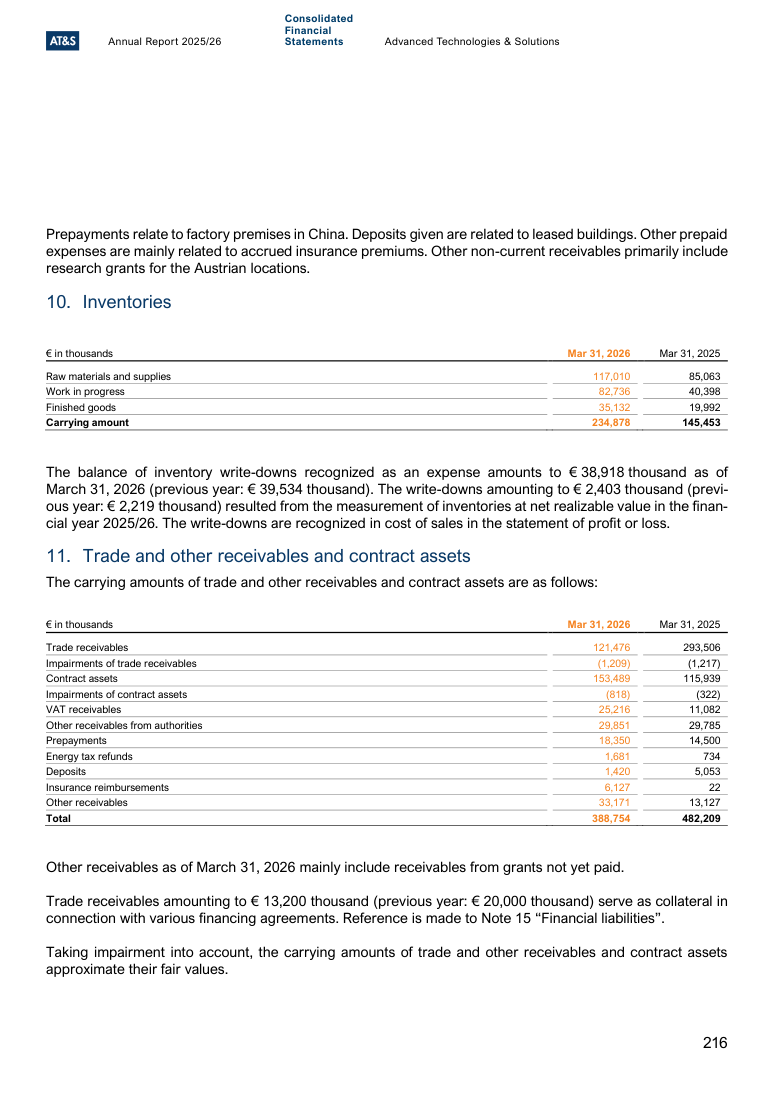 AT&S
Annual Report 2025/26
Consolidated
Financial
Statements
Advanced Technologies & Solutions
Prepayments relate to factory premises in China. Deposits given are related to leased buildings. Other prepaid
expenses are mainly related to accrued insurance premiums. Other non-current receivables primarily include
research grants for the Austrian locations.
10. Inventories
€ in thousands Mar 31, 2026 Mar 31, 2025
Raw materials and supplies 117,010 85,063
Work in progress 82,736 40,398
Finished goods 35,132 19,992
Carrying amount 234,878 145,453
The balance of inventory write-downs recognized as an expense amounts to € 38,918 thousand as of
March 31, 2026 (previous year: € 39,534 thousand). The write-downs amounting to € 2,403 thousand (previ-
ous year: € 2,219 thousand) resulted from the measurement of inventories at net realizable value in the finan-
cial year 2025/26. The write-downs are recognized in cost of sales in the statement of profit or loss.
11. Trade and other receivables and contract assets
The carrying amounts of trade and other receivables and contract assets are as follows:
€ in thousands Mar 31, 2026 Mar 31, 2025
Trade receivables 121,476 293,506
Impairments of trade receivables (1,209) (1,217)
Contract assets 153,489 115,939
Impairments of contract assets (818) (322)
VAT receivables 25,216 11,082
Other receivables from authorities 29,851 29,785
Prepayments 18,350 14,500
Energy tax refunds 1,681 734
Deposits 1,420 5,053
Insurance reimbursements 6,127 22
Other receivables 33,171 13,127
Total 388,754 482,209
Other receivables as of March 31, 2026 mainly include receivables from grants not yet paid.
Trade receivables amounting to € 13,200 thousand (previous year: € 20,000 thousand) serve as collateral in
connection with various financing agreements. Reference is made to Note 15 “Financial liabilities”.
Taking impairment into account, the carrying amounts of trade and other receivables and contract assets
approximate their fair values.
216